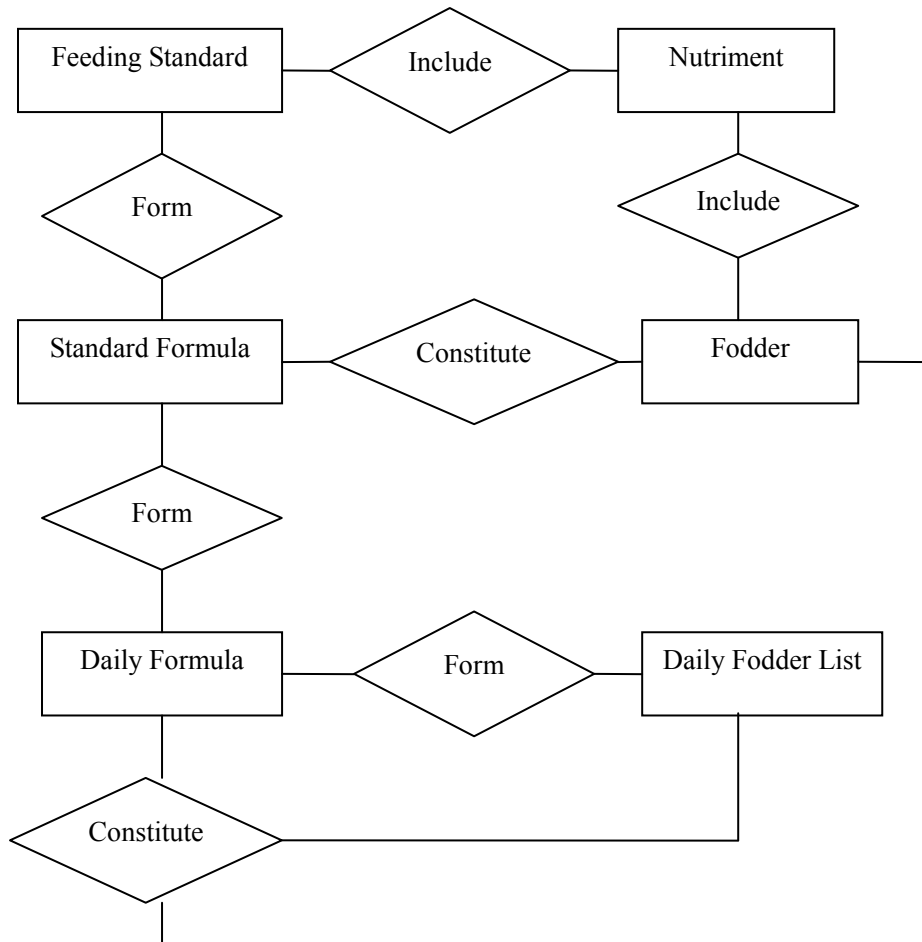 Feeding Standard
Include
Nutriment
Form
Include
Standard Formula
Constitute
Fodder
Form
Daily Formula
Form
Daily Fodder List
Constitute